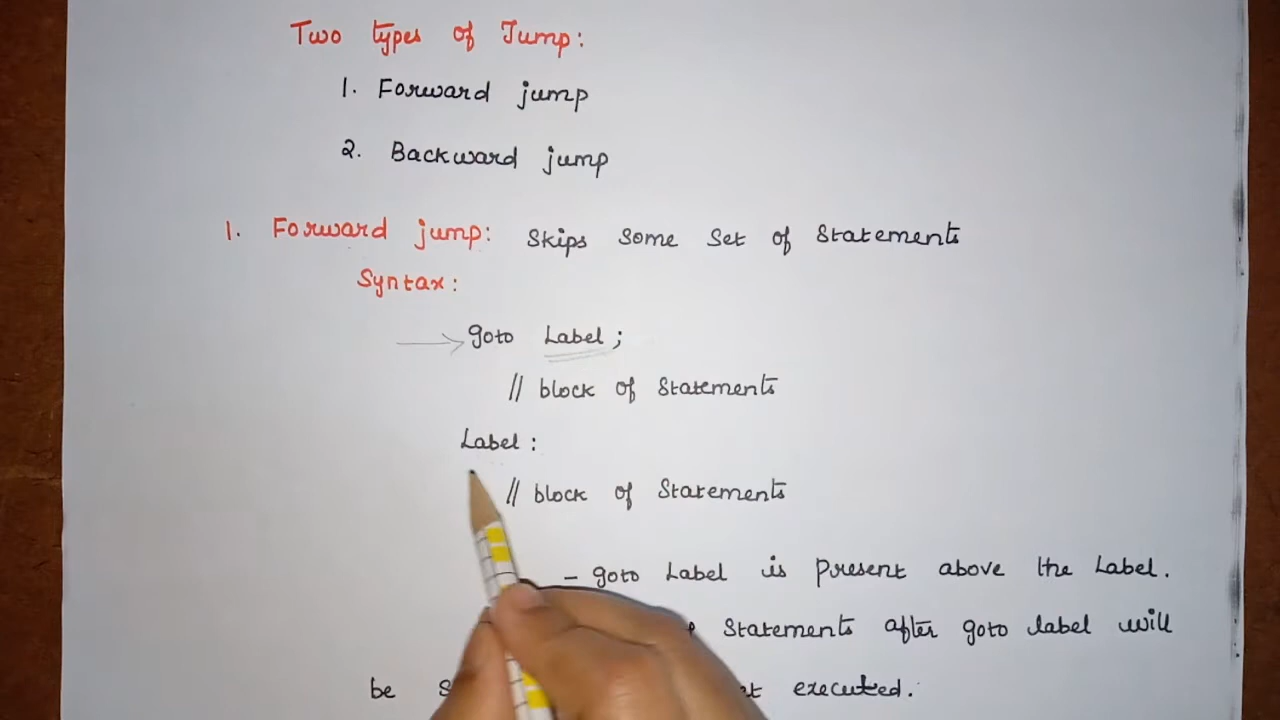 Two types of Jump:
1. Forward jump
2. Backward jump
1. Forward jump: Skips Some Set of Statements
Syntax:
goto Label;
// block of Statements
Label:
// block of Statements
- goto Label is present above the Label.
Statements after goto label will
be executed.